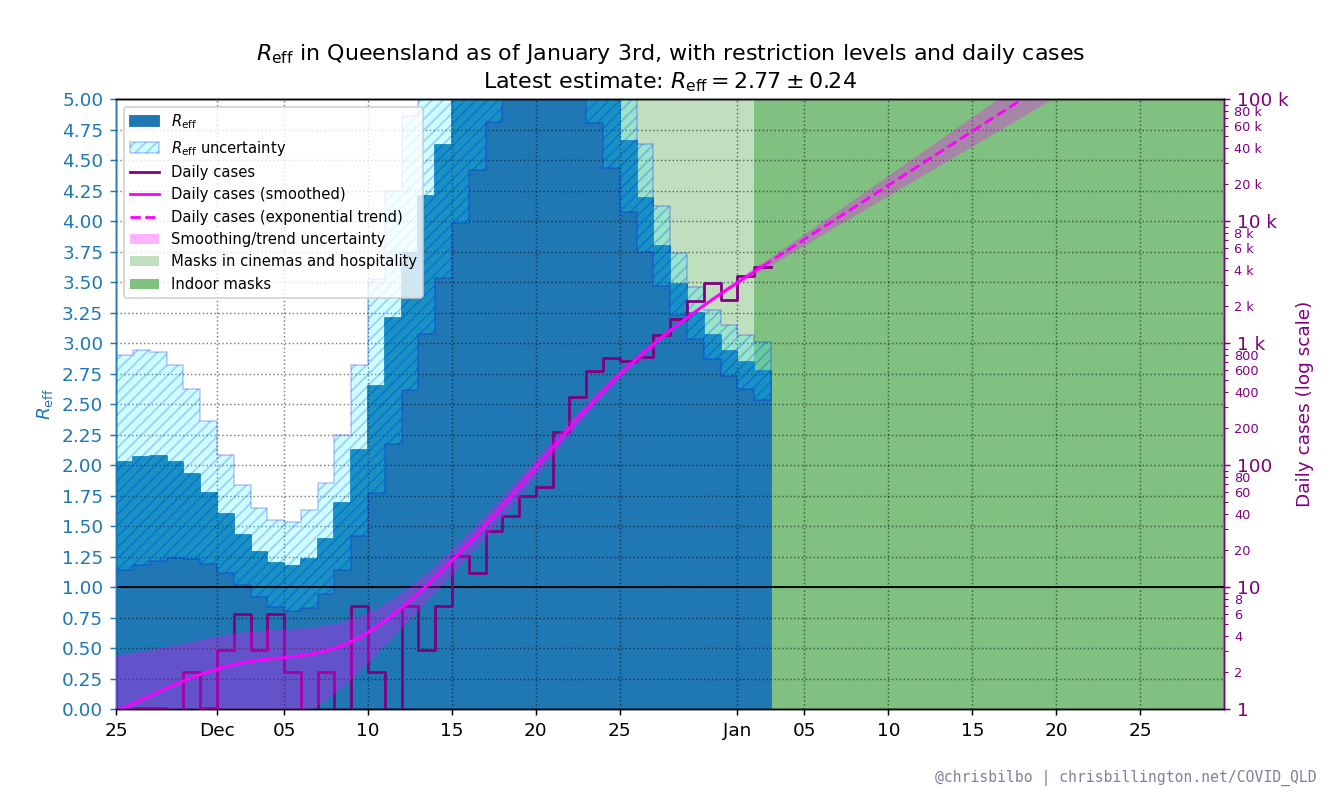 R_eff in Queensland as of January 3rd, with restriction levels and daily cases
Latest estimate: R_eff = 2.77 ± 0.24
R_eff
R_eff uncertainty
Daily cases
Daily cases (smoothed)
Daily cases (exponential trend)
Smoothing/trend uncertainty
Masks in cinemas and hospitality
Indoor masks
R_eff
5.00
4.75
4.50
4.25
4.00
3.75
3.50
3.25
3.00
2.75
2.50
2.25
2.00
1.75
1.50
1.25
1.00
0.75
0.50
0.25
0.00
25
Dec
05
10
15
20
25
Jan
05
10
15
20
25
100 k
80 k
60 k
40 k
20 k
10 k
8 k
6 k
4 k
2 k
1 k
800
600
400
200
100
80
60
40
20
10
8
6
4
2
1
Daily cases (log scale)
@chrisbilbo | chrisbillington.net/COVID_QLD